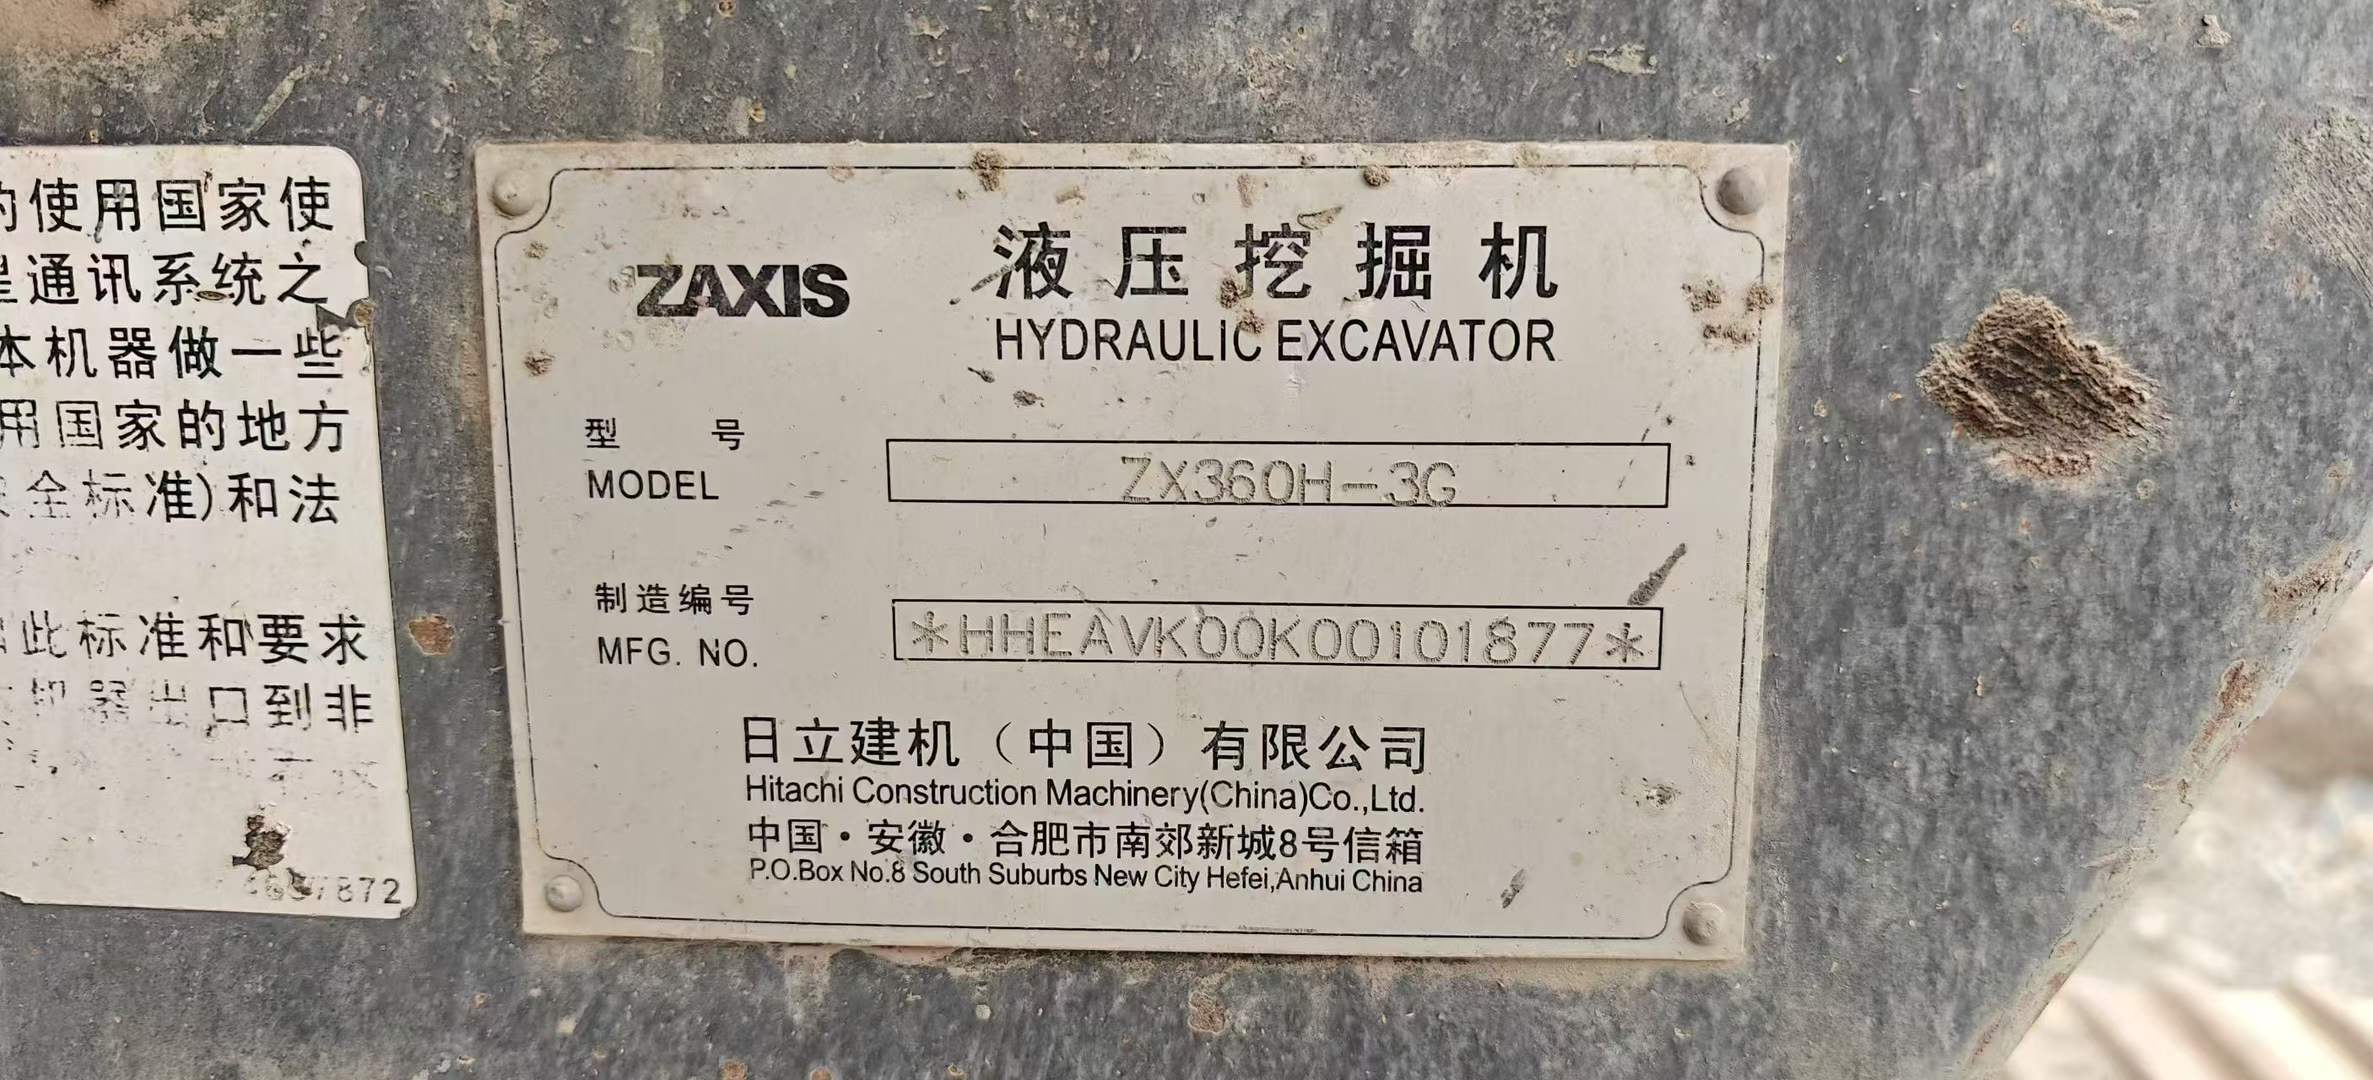 的使用国家使
星通讯系统之
本机器做一些
用国家的地方
安全标准)和法
此标准和要求
机器出口到非
7872
ZAXIS
液压挖掘机
HYDRAULIC EXCAVATOR
型 号
MODEL
ZX360H-3G
制造编号
MFG. NO.
*HHEAVK00K00101877*
日立建机（中国）有限公司
Hitachi Construction Machinery(China)Co.,Ltd.
中国·安徽·合肥市南郊新城8号信箱
P.O.Box No.8 South Suburbs New City Hefei,Anhui China